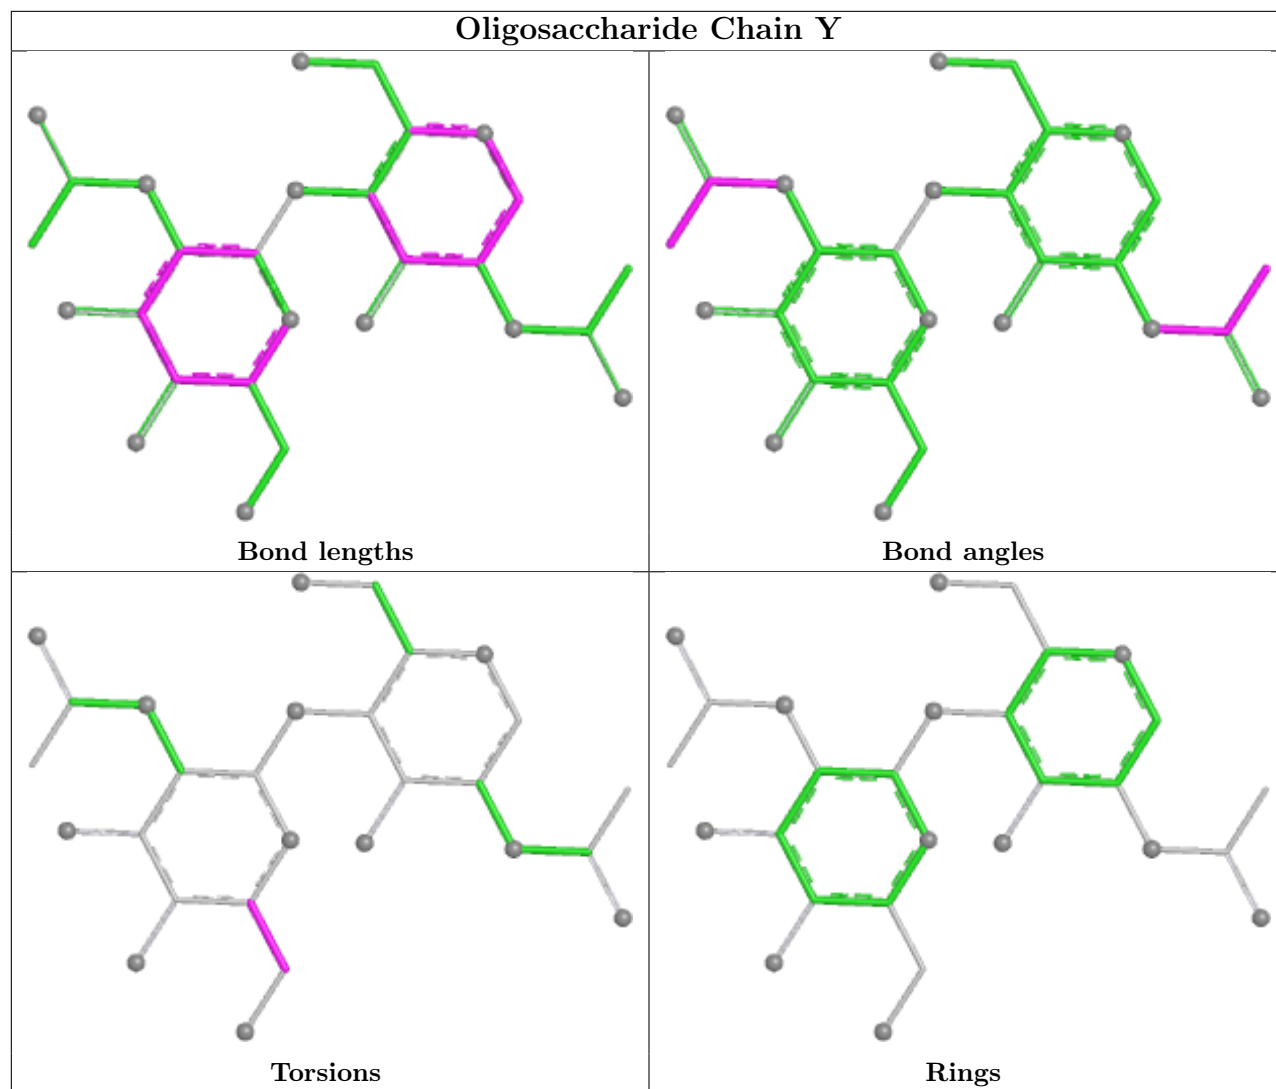 Oligosaccharide Chain Y
Bond lengths
Bond angles
Torsions
Rings